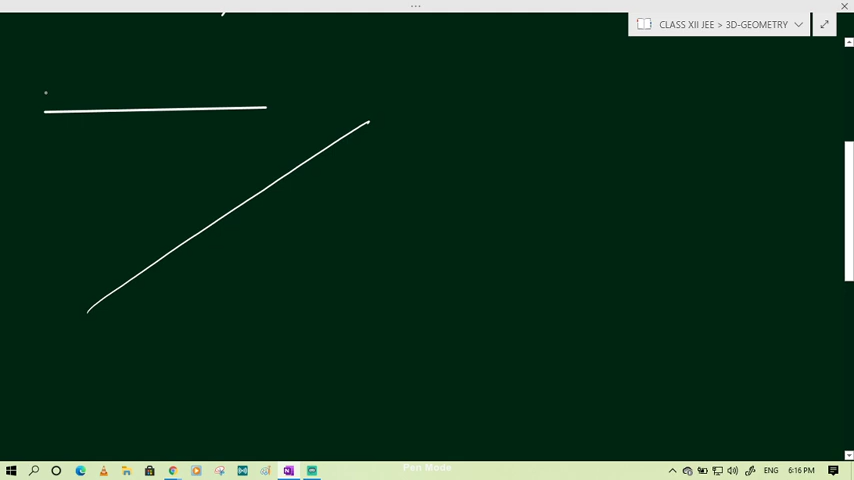 CLASS XII JEE > 3D-GEOMETRY
Pen Mode
ENG
6:16 PM